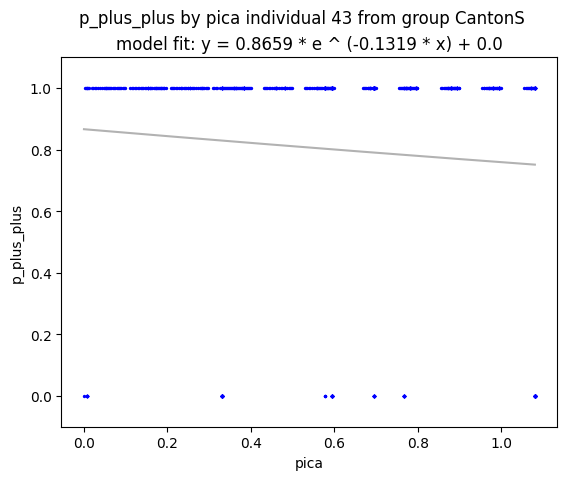 p_plus_plus by pica individual 43 from group CantonS
model fit: y = 0.8659 * e ^ (-0.1319 * x) + 0.0
1.0
0.8
0.6
0.4
0.2
0.0
p_plus_plus
0.0 0.2 0.4 0.6 0.8 1.0
pica